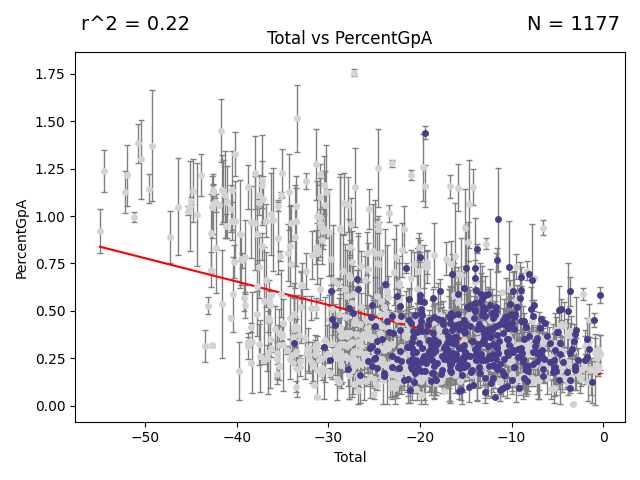 r^2 = 0.22
N = 1177
Total vs PercentGpA
PercentGpA
1.75
1.50
1.25
1.00
0.75
0.50
0.25
0.00
−50
−40
−30
−20
−10
0
Total